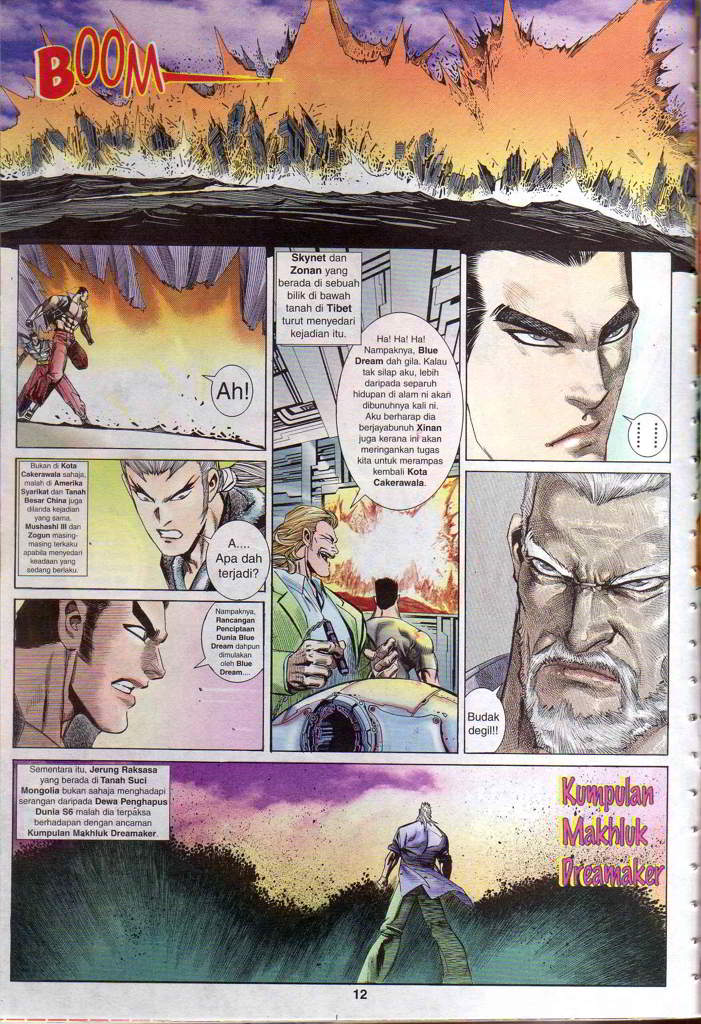 BOOM
Skynet dan
Zonan yang
berada di sebuah
bilik di bawah
tanah di Tibet
turut menyedari
kejadian itu.
Ha! Ha! Ha!
Nampaknya, Blue
Dream dah gila. Kalau
tak silap aku, lebih
daripada separuh
hidupan di alam ni akan
dibunuhnya kali ni.
Aku berharap dia
berjayabunuh Xinan
juga kerana ini akan
meringankan tugas
kita untuk merampas
kembali Kota
Cakerawala.
Ah!
Bukan di Kota
Cakerawala sahaja,
malah di Amerika
Syarikat dan Tanah
Besar China juga
dilanda kejadian
yang sama.
Mushashi III dan
Zogun masing-
masing terkaku
apabila menyedari
keadaan yang
sedang berlaku.
A....
Apa dah
terjadi?
Nampaknya,
Rancangan
Penciptaan
Dunia Blue
Dream dah pun
dimulakan
oleh Blue
Dream....
Budak
degil!!
Sementara itu, Jerung Raksasa
yang berada di Tanah Suci
Mongolia bukan sahaja menghadapi
serangan daripada Dewa Penghapus
Dunia S6 malah dia terpaksa
berhadapan dengan ancaman
Kumpulan Makhluk Dreamaker.
Kumpulan
Makhluk
Dreamaker
12